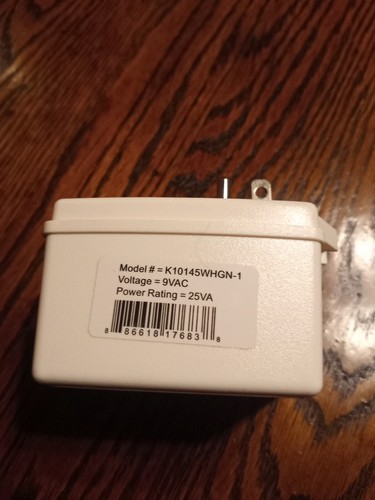 Model # = K10145WHGN-1
Voltage = 9VAC
Power Rating = 25VA
8 86618 17683 8